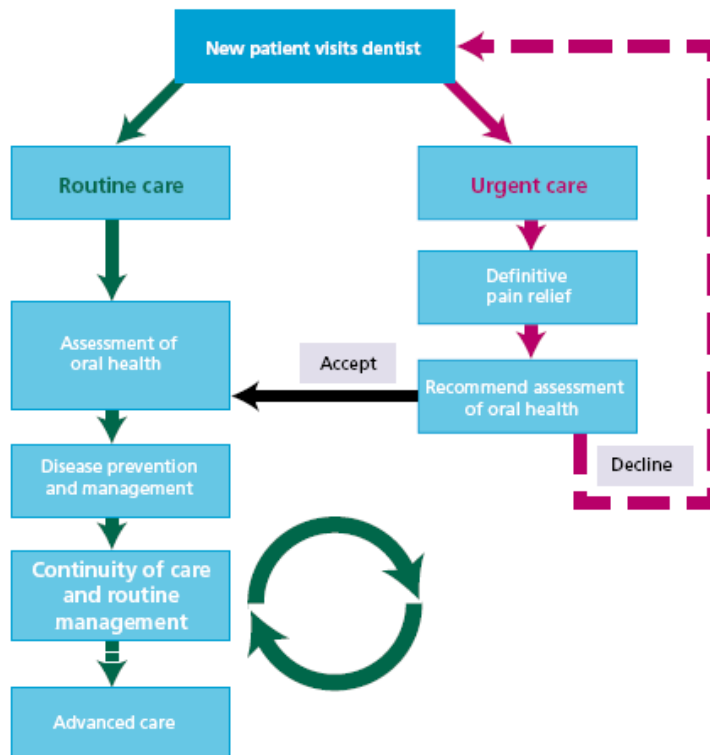 New patient visits dentist
Routine care
Urgent care
Definitive
pain relief
Assessment of
oral health
Accept
Recommend assessment
of oral health
Decline
Disease prevention
and management
Continuity of care
and routine
management
Advanced care